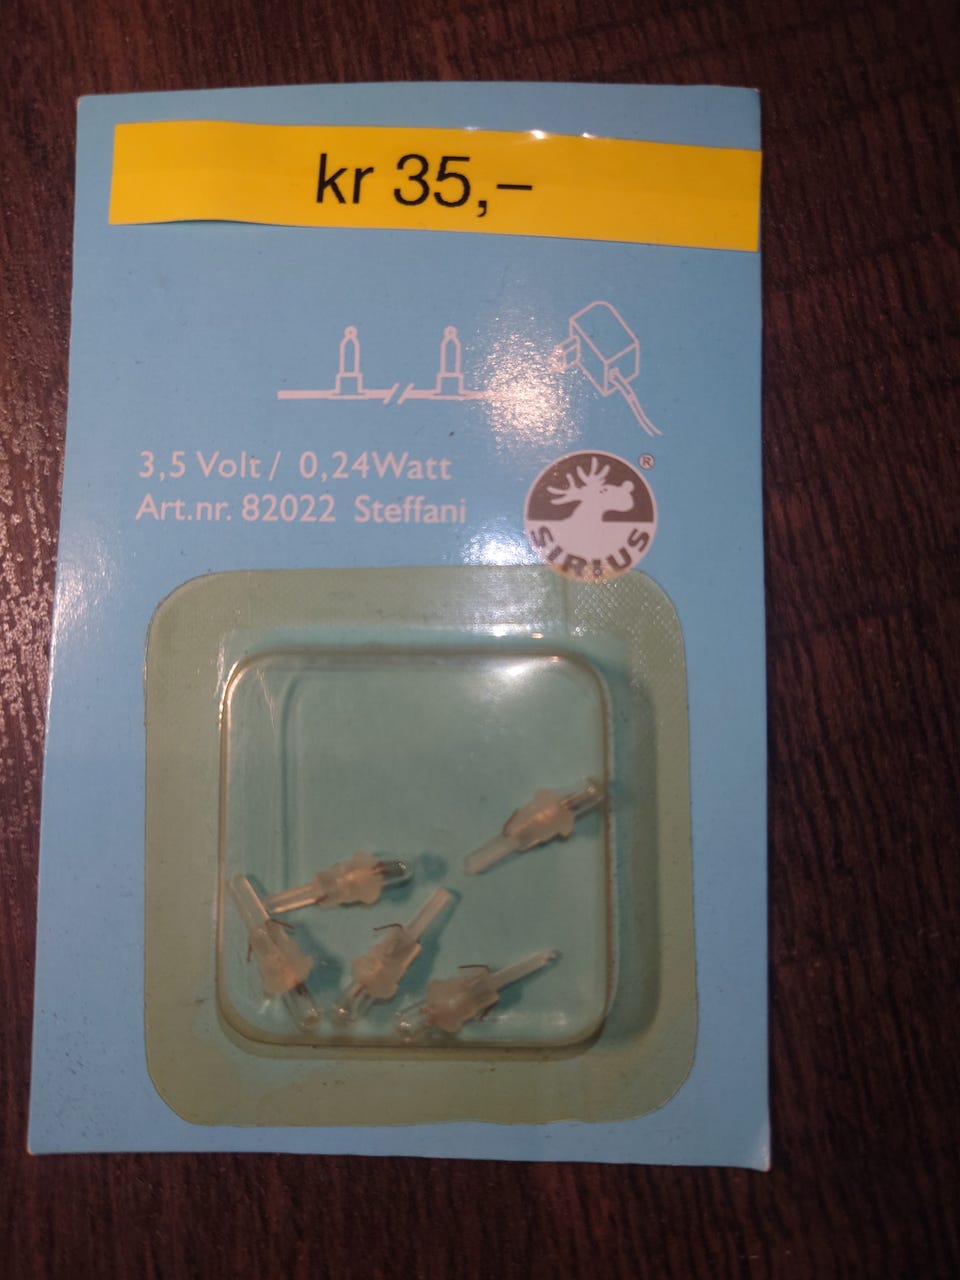 kr 35,–
3,5 Volt / 0,24Watt
Art.nr. 82022 Steffani
®
SIRIUS